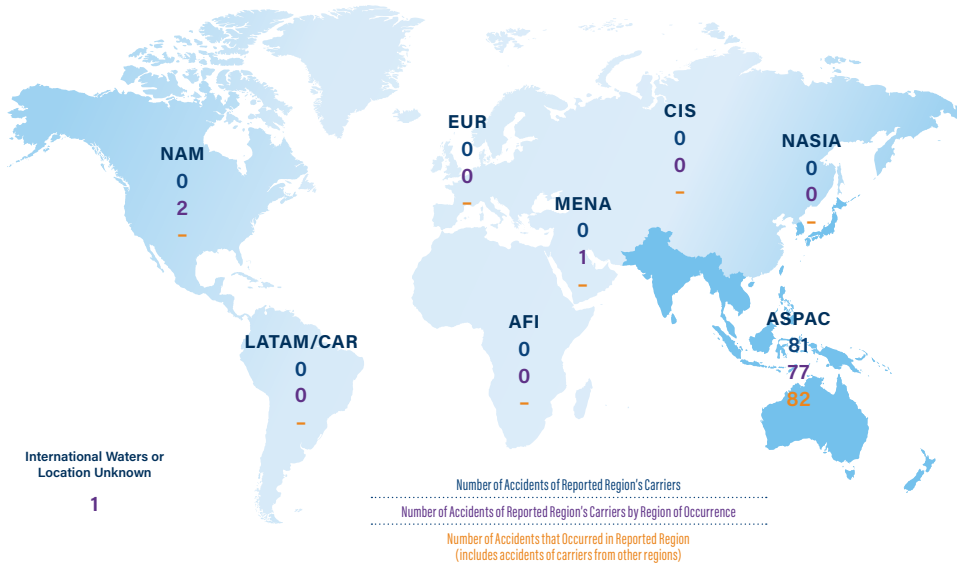 EUR
0
0
–
CIS
0
0
–
NASIA
0
0
–
NAM
0
2
–
MENA
0
1
–
ASPAC
81
77
82
AFI
0
0
–
LATAM/CAR
0
0
–
International Waters or
Location Unknown
1
Number of Accidents of Reported Region's Carriers
Number of Accidents of Reported Region's Carriers by Region of Occurrence
Number of Accidents that Occurred in Reported Region
(includes accidents of carriers from other regions)